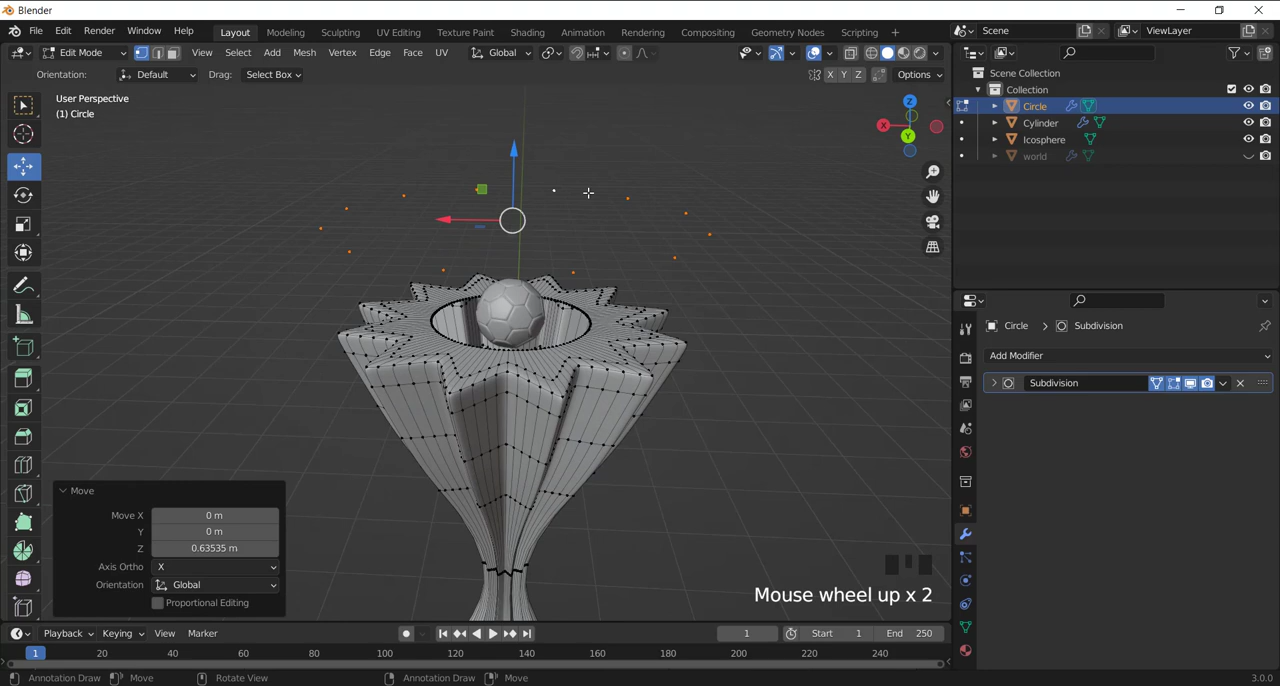 Blender
File Edit Render Window Help Layout Modeling Sculpting UV Editing Texture Paint Shading Animation Rendering Compositing Geometry Nodes Scripting + Scene ViewLayer
Edit Mode View Select Add Mesh Vertex Edge Face UV Global
Orientation: Default Drag: Select Box X Y Z Options
Scene Collection
Collection
Circle
Cylinder
Icosphere
world
User Perspective
(1) Circle
Z
X
Y
Circle Subdivision
Add Modifier
Subdivision
Move
Move X 0 m
Y 0 m
Z 0.63535 m
Axis Ortho X
Orientation Global
Proportional Editing
Mouse wheel up x 2
Playback Keying View Marker 1 Start 1 End 250
1 20 40 60 80 100 120 140 160 180 200 220 240
Annotation Draw Move Rotate View Annotation Draw Move 3.0.0